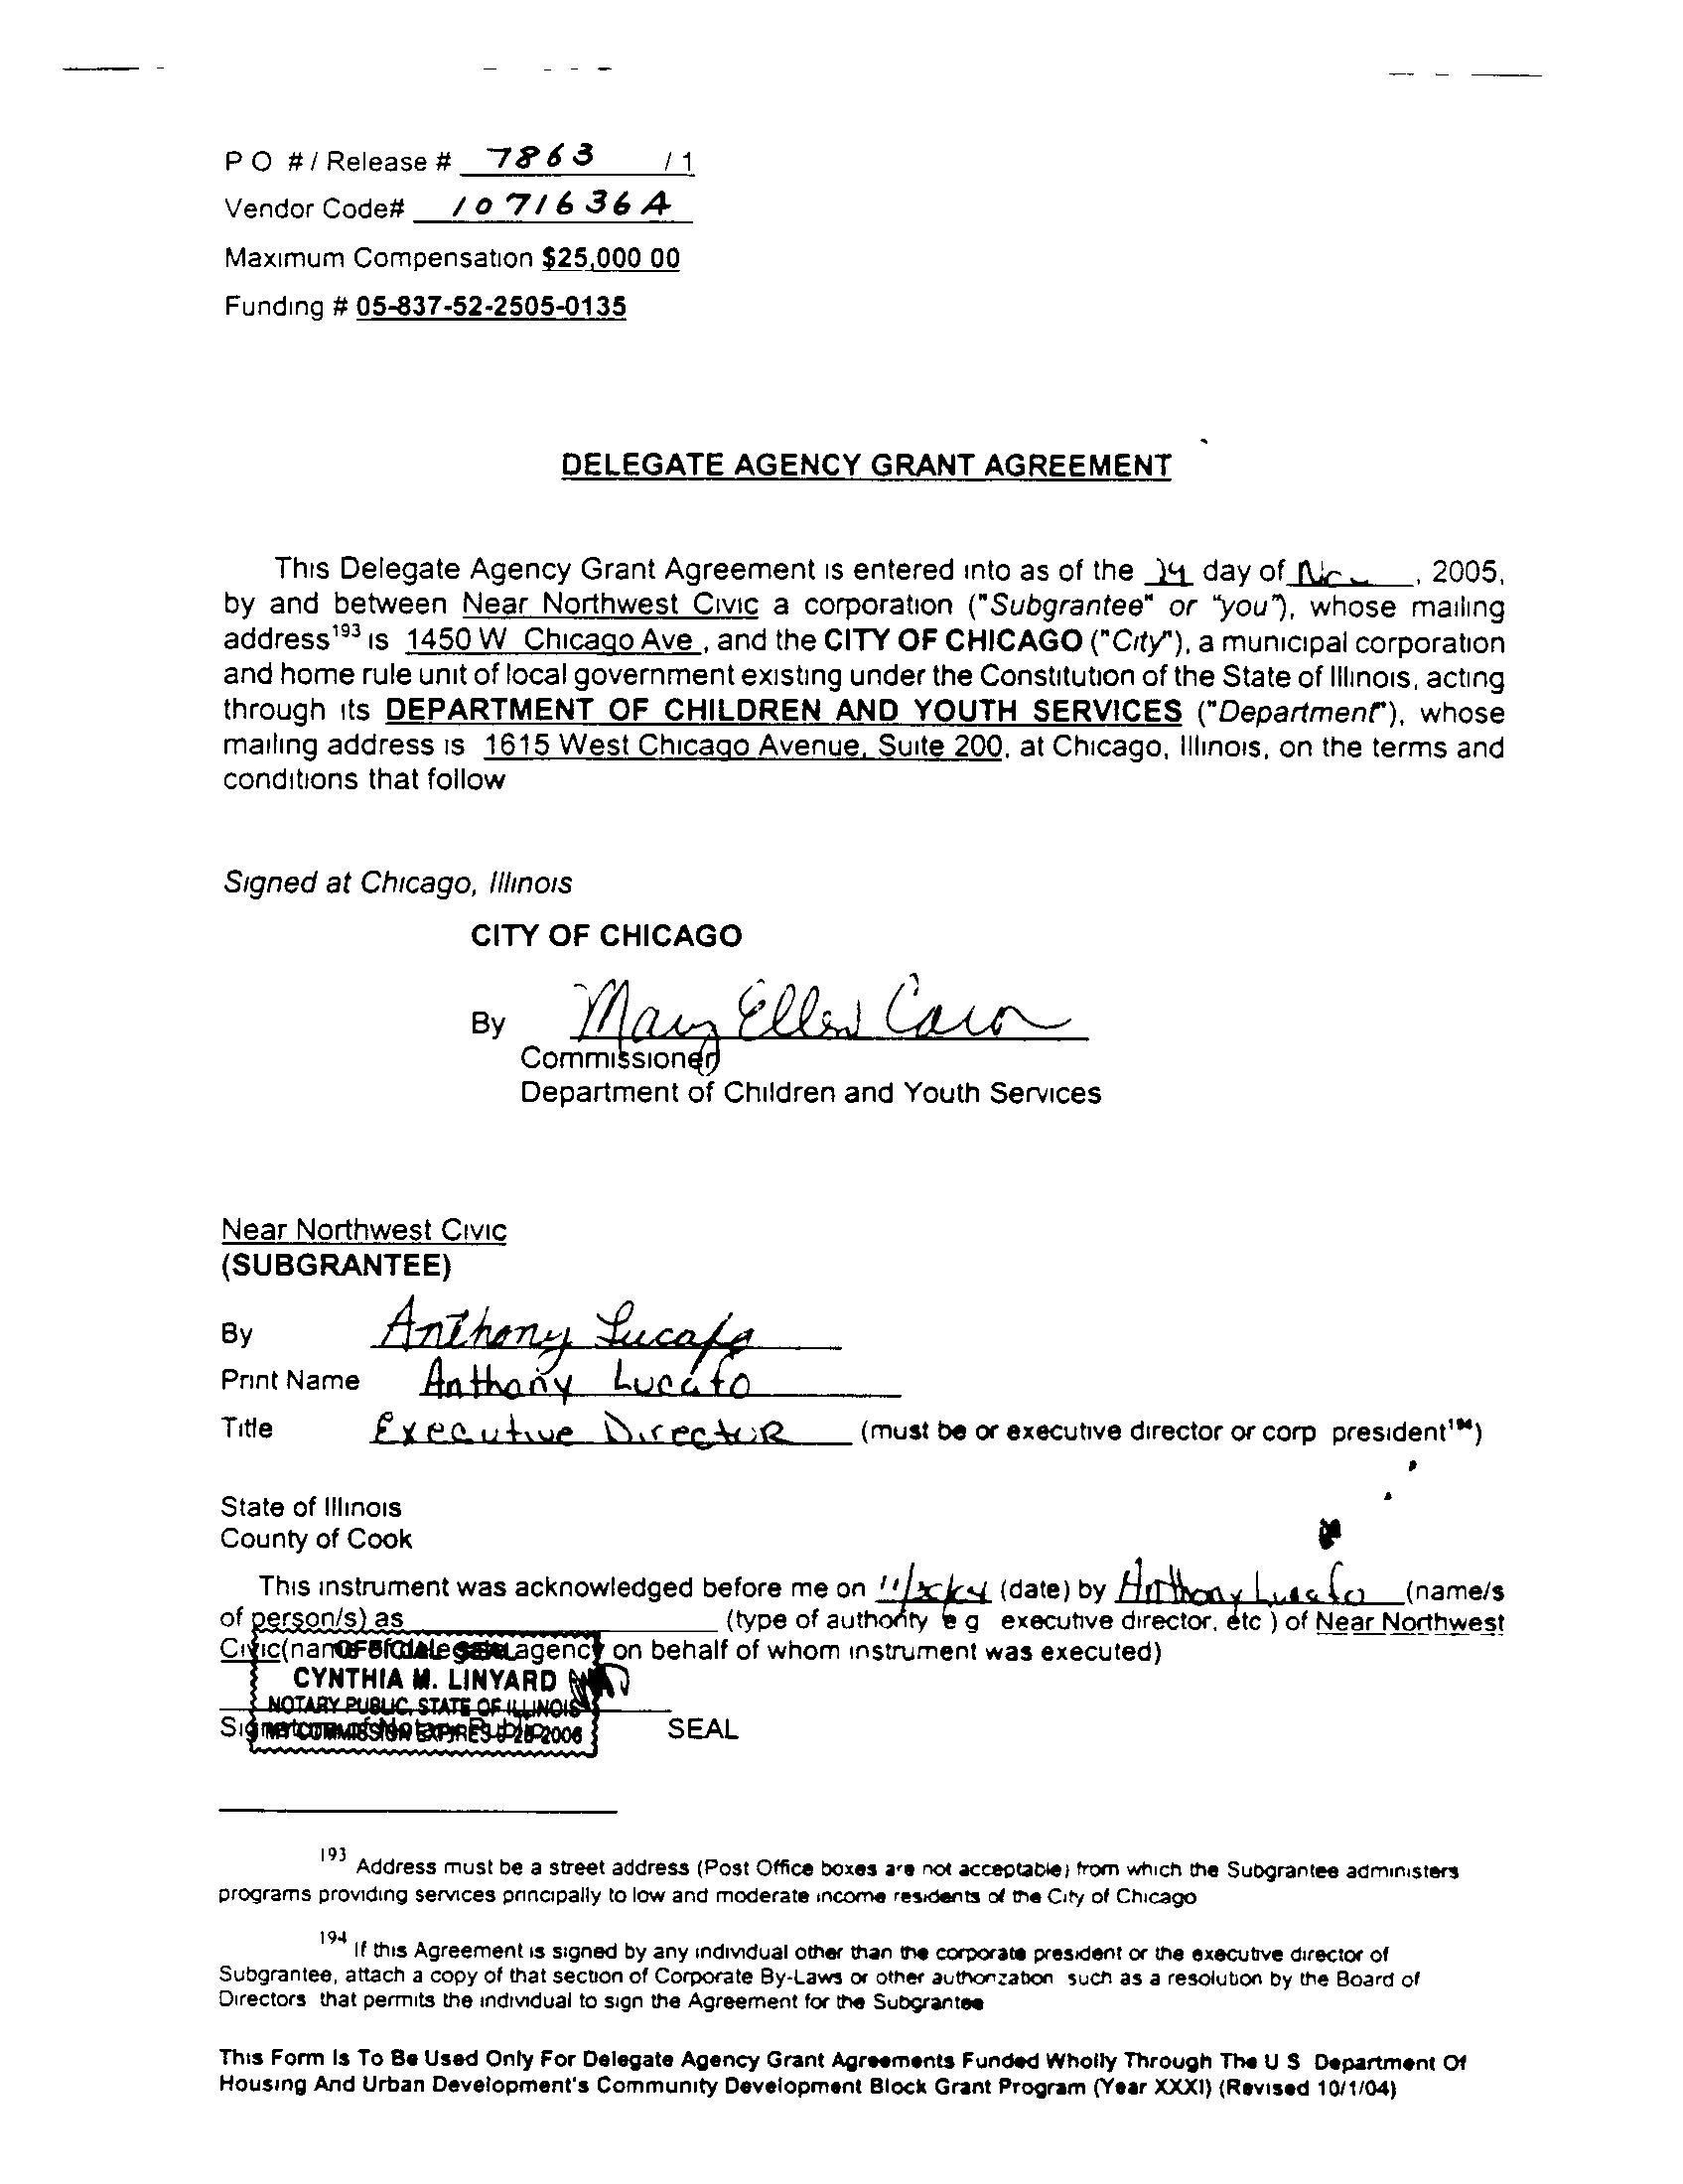 P O # / Release # 7863 / 1
Vendor Code# 1071636A
Maximum Compensation $25,000 00
Funding # 05-837-52-2505-0135
DELEGATE AGENCY GRANT AGREEMENT
This Delegate Agency Grant Agreement is entered into as of the day of , 2005,
by and between Near Northwest Civic a corporation ("Subgrantee" or "you"), whose mailing
address193 is 1450 W Chicago Ave , and the CITY OF CHICAGO ("City"), a municipal corporation
and home rule unit of local government existing under the Constitution of the State of Illinois, acting
through its DEPARTMENT OF CHILDREN AND YOUTH SERVICES ("Department"), whose
mailing address is 1615 West Chicago Avenue, Suite 200, at Chicago, Illinois, on the terms and
conditions that follow
Signed at Chicago, Illinois
CITY OF CHICAGO
By Mary Ellen Caron
Commissioner
Department of Children and Youth Services
Near Northwest Civic
(SUBGRANTEE)
By Anthony Lucafo
Print Name Anthony Lucafo
Title Executive Director (must be or executive director or corp president194)
State of Illinois
County of Cook
This instrument was acknowledged before me on (date) by Anthony Lucafo (name/s
of person/s) as (type of authority e g executive director, etc ) of Near Northwest
Civic(name of delegate agency on behalf of whom instrument was executed)
OFFICIAL SEAL
CYNTHIA M. LINYARD
NOTARY PUBLIC, STATE OF ILLINOIS
MY COMMISSION EXPIRES 2006
Signature of Notary Public SEAL
193 Address must be a street address (Post Office boxes are not acceptable) from which the Subgrantee administers
programs providing services principally to low and moderate income residents of the City of Chicago
194 If this Agreement is signed by any individual other than the corporate president or the executive director of
Subgrantee, attach a copy of that section of Corporate By-Laws or other authorization such as a resolution by the Board of
Directors that permits the individual to sign the Agreement for the Subgrantee
This Form Is To Be Used Only For Delegate Agency Grant Agreements Funded Wholly Through The U S Department Of
Housing And Urban Development's Community Development Block Grant Program (Year XXXI) (Revised 10/1/04)